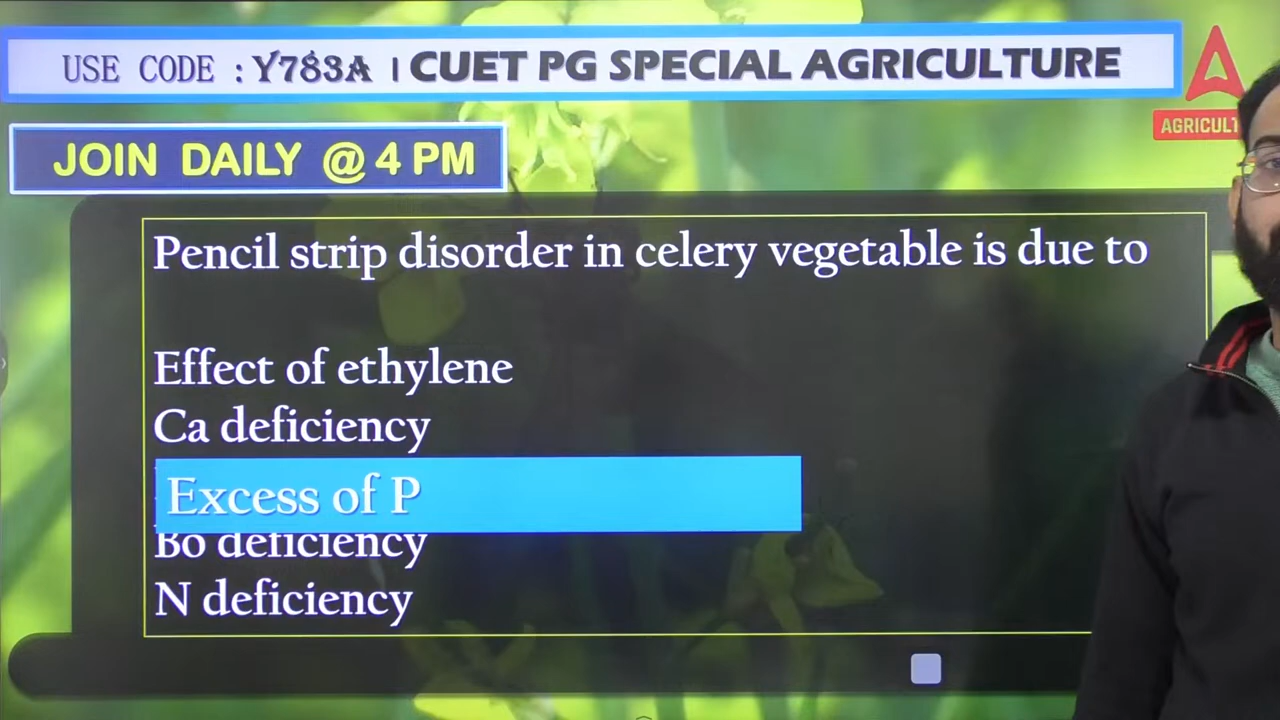 USE CODE : Y783A | CUET PG SPECIAL AGRICULTURE
AGRICULT
JOIN DAILY @ 4 PM
Pencil strip disorder in celery vegetable is due to
Effect of ethylene
Ca deficiency
Excess of P
Bo deficiency
N deficiency